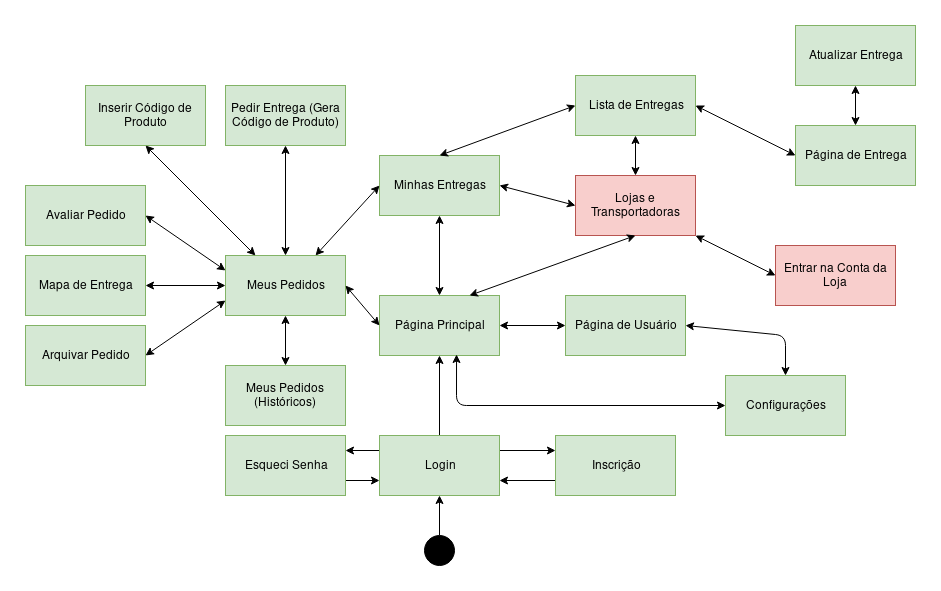 Atualizar Entrega
Inserir Código de
Produto
Pedir Entrega (Gera
Código de Produto)
Lista de Entregas
Página de Entrega
Minhas Entregas
Lojas e
Transportadoras
Avaliar Pedido
Mapa de Entrega
Meus Pedidos
Entrar na Conta da
Loja
Arquivar Pedido
Página Principal
Página de Usuário
Meus Pedidos
(Históricos)
Configurações
Esqueci Senha
Login
Inscrição